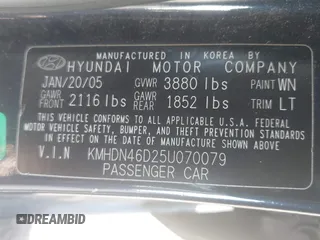 MANUFACTURED IN KOREA BY
HYUNDAI MOTOR COMPANY
JAN/20/05 GVWR 3880 lbs PAINT WN
GAWR FRONT 2116 lbs GAWR REAR 1852 lbs TRIM LT
THIS VEHICLE CONFORMS TO ALL APPLICABLE U.S.A. FEDERAL
MOTOR VEHICLE SAFETY, BUMPER, AND THEFT PREVENTION
STANDARDS IN EFFECT ON THE DATE OF MANUFACTURE SHOWN ABOVE.
V.I.N KMHDN46D25U070079
PASSENGER CAR
DREAMBID